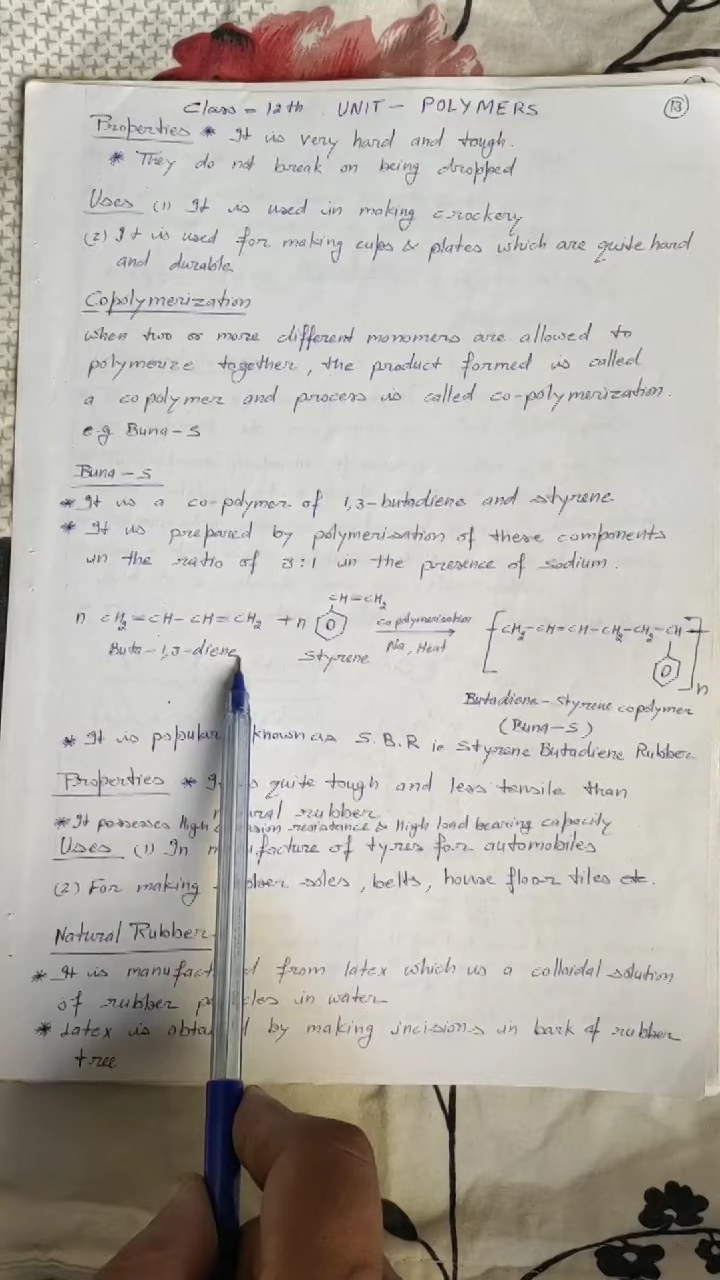 Class - 12th UNIT - POLYMERS
13
Properties * It is very hard and tough.
* They do not break on being dropped
Uses (1) It is used in making crockery
(2) It is used for making cups & plates which are quite hard
and durable
Copolymerization
When two or more different monomers are allowed to
polymerize together, the product formed is called
a copolymer and process is called co-polymerization.
e.g Buna-S
Buna-S
* It is a co-polymer of 1,3-butadiene and styrene
* It is prepared by polymerisation of these components
in the ratio of 3:1 in the presence of sodium.
CH=CH2
n CH2=CH-CH=CH2 + n copolymerization [CH2-CH=CH-CH2-CH2-CH]n
Na, Heat
Buta-1,3-diene Styrene
Butadiene-Styrene copolymer
(Buna-S)
* It is popular known as S.B.R ie Styrene Butadiene Rubber
Properties * quite tough and less tensile than
rubber
* It possesses High resistance & High load bearing capacity
Uses (1) In of tyres for automobiles
(2) For making soles, belts, house floor tiles etc.
Natural Rubber
* It is from latex which is a colloidal solution
of rubber in water
* Latex is by making incisions in bark of rubber
tree